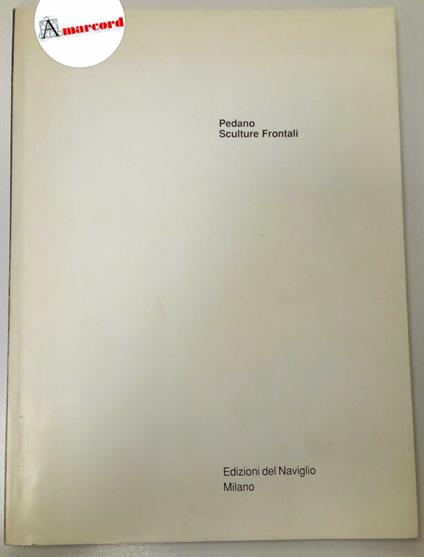 Amarcord
Pedano
Sculture Frontali
Edizioni del Naviglio
Milano